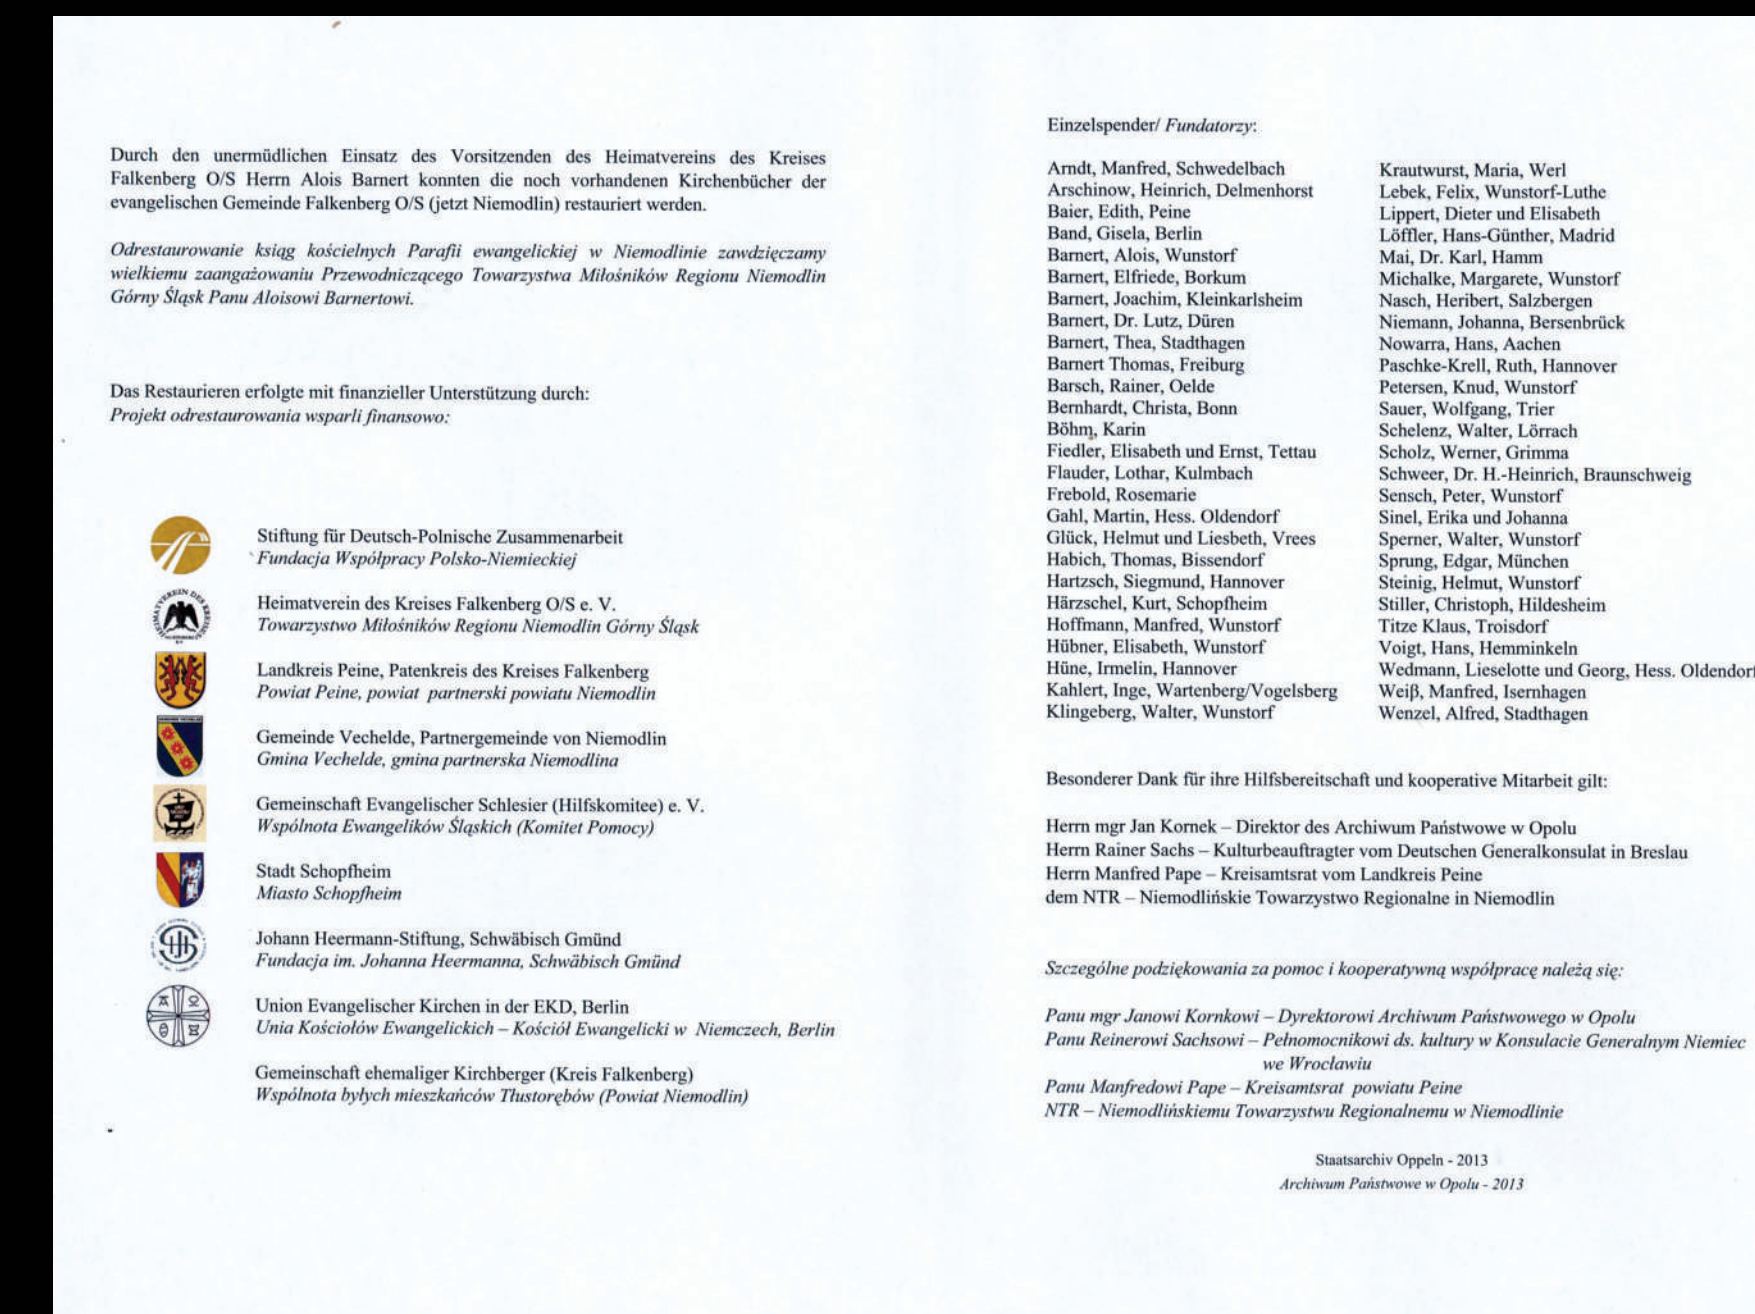 Durch den unermüdlichen Einsatz des Vorsitzenden des Heimatvereins des Kreises
Falkenberg O/S Herrn Alois Barnert konnten die noch vorhandenen Kirchenbücher der
evangelischen Gemeinde Falkenberg O/S (jetzt Niemodlin) restauriert werden.
Odrestaurowanie ksiąg kościelnych Parafii ewangelickiej w Niemodlinie zawdzięczamy
wielkiemu zaangażowaniu Przewodniczącego Towarzystwa Miłośników Regionu Niemodlin
Górny Śląsk Panu Aloisowi Barnertowi.
Das Restaurieren erfolgte mit finanzieller Unterstützung durch:
Projekt odrestaurowania wsparli finansowo:
Stiftung für Deutsch-Polnische Zusammenarbeit
Fundacja Współpracy Polsko-Niemieckiej
Heimatverein des Kreises Falkenberg O/S e. V.
Towarzystwo Miłośników Regionu Niemodlin Górny Śląsk
Landkreis Peine, Patenkreis des Kreises Falkenberg
Powiat Peine, powiat partnerski powiatu Niemodlin
Gemeinde Vechelde, Partnergemeinde von Niemodlin
Gmina Vechelde, gmina partnerska Niemodlina
Gemeinschaft Evangelischer Schlesier (Hilfskomitee) e. V.
Wspólnota Ewangelików Śląskich (Komitet Pomocy)
Stadt Schopfheim
Miasto Schopfheim
Johann Heermann-Stiftung, Schwäbisch Gmünd
Fundacja im. Johanna Heermanna, Schwäbisch Gmünd
Union Evangelischer Kirchen in der EKD, Berlin
Unia Kościołów Ewangelickich – Kościół Ewangelicki w Niemczech, Berlin
Gemeinschaft ehemaliger Kirchberger (Kreis Falkenberg)
Wspólnota byłych mieszkańców Tłustorębów (Powiat Niemodlin)
Einzelspender/ Fundatorzy:
Arndt, Manfred, Schwedelbach
Arschinow, Heinrich, Delmenhorst
Baier, Edith, Peine
Band, Gisela, Berlin
Barnert, Alois, Wunstorf
Barnert, Elfriede, Borkum
Barnert, Joachim, Kleinkarlsheim
Barnert, Dr. Lutz, Düren
Barnert, Thea, Stadthagen
Barnert Thomas, Freiburg
Barsch, Rainer, Oelde
Bernhardt, Christa, Bonn
Böhm, Karin
Fiedler, Elisabeth und Ernst, Tettau
Flauder, Lothar, Kulmbach
Frebold, Rosemarie
Gahl, Martin, Hess. Oldendorf
Glück, Helmut und Liesbeth, Vrees
Habich, Thomas, Bissendorf
Hartzsch, Siegmund, Hannover
Härzschel, Kurt, Schopfheim
Hoffmann, Manfred, Wunstorf
Hübner, Elisabeth, Wunstorf
Hüne, Irmelin, Hannover
Kahlert, Inge, Wartenberg/Vogelsberg
Klingeberg, Walter, Wunstorf
Krautwurst, Maria, Werl
Lebek, Felix, Wunstorf-Luthe
Lippert, Dieter und Elisabeth
Löffler, Hans-Günther, Madrid
Mai, Dr. Karl, Hamm
Michalke, Margarete, Wunstorf
Nasch, Heribert, Salzbergen
Niemann, Johanna, Bersenbrück
Nowarra, Hans, Aachen
Paschke-Krell, Ruth, Hannover
Petersen, Knud, Wunstorf
Sauer, Wolfgang, Trier
Schelenz, Walter, Lörrach
Scholz, Werner, Grimma
Schweer, Dr. H.-Heinrich, Braunschweig
Sensch, Peter, Wunstorf
Sinel, Erika und Johanna
Sperner, Walter, Wunstorf
Sprung, Edgar, München
Steinig, Helmut, Wunstorf
Stiller, Christoph, Hildesheim
Titze Klaus, Troisdorf
Voigt, Hans, Hemminkeln
Wedmann, Lieselotte und Georg, Hess. Oldendorf
Weiβ, Manfred, Isernhagen
Wenzel, Alfred, Stadthagen
Besonderer Dank für ihre Hilfsbereitschaft und kooperative Mitarbeit gilt:
Herrn mgr Jan Kornek – Direktor des Archiwum Państwowe w Opolu
Herrn Rainer Sachs – Kulturbeauftragter vom Deutschen Generalkonsulat in Breslau
Herrn Manfred Pape – Kreisamtsrat vom Landkreis Peine
dem NTR – Niemodlińskie Towarzystwo Regionalne in Niemodlin
Szczególne podziękowania za pomoc i kooperatywną współpracę należą się:
Panu mgr Janowi Kornkowi – Dyrektorowi Archiwum Państwowego w Opolu
Panu Reinerowi Sachsowi – Pełnomocnikowi ds. kultury w Konsulacie Generalnym Niemiec
we Wrocławiu
Panu Manfredowi Pape – Kreisamtsrat powiatu Peine
NTR – Niemodlińskiemu Towarzystwu Regionalnemu w Niemodlinie
Staatsarchiv Oppeln - 2013
Archiwum Państwowe w Opolu - 2013